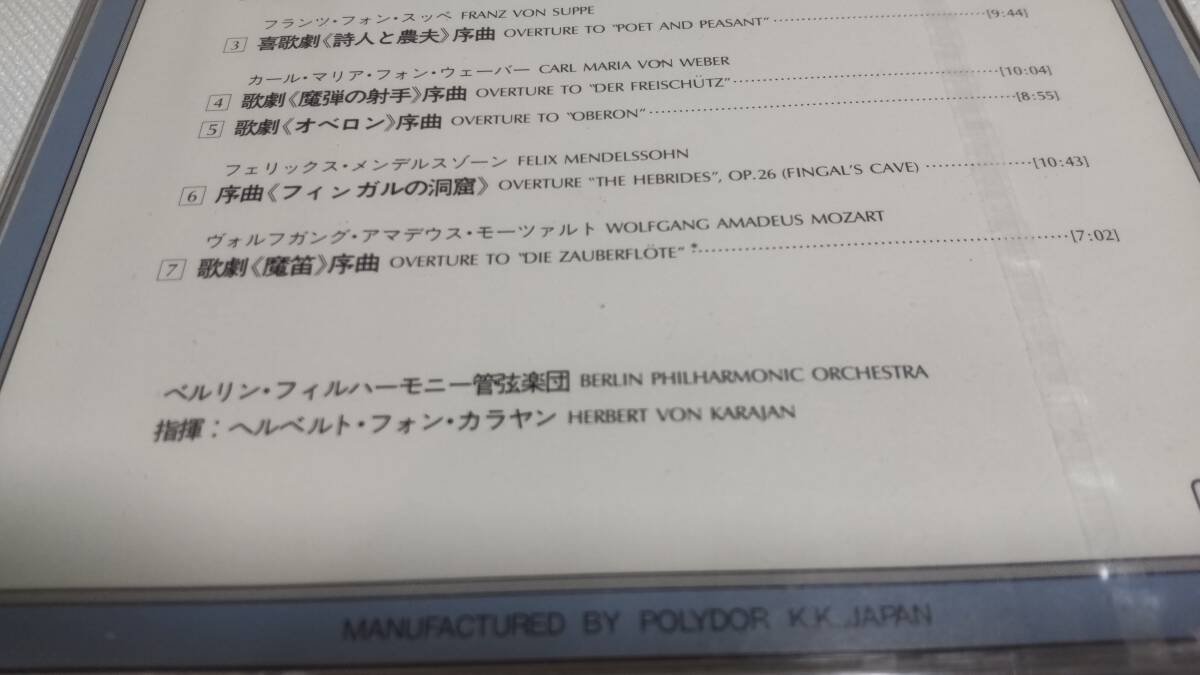 フランツ・フォン・スッペ FRANZ VON SUPPE
3 喜歌劇《詩人と農夫》序曲 OVERTURE TO "POET AND PEASANT" [9:44]
カール・マリア・フォン・ウェーバー CARL MARIA VON WEBER
4 歌劇《魔弾の射手》序曲 OVERTURE TO "DER FREISCHÜTZ" [10:04]
5 歌劇《オベロン》序曲 OVERTURE TO "OBERON" [8:55]
フェリックス・メンデルスゾーン FELIX MENDELSSOHN
6 序曲《フィンガルの洞窟》 OVERTURE "THE HEBRIDES", OP.26 (FINGAL'S CAVE) [10:43]
ヴォルフガング・アマデウス・モーツァルト WOLFGANG AMADEUS MOZART
7 歌劇《魔笛》序曲 OVERTURE TO "DIE ZAUBERFLÖTE" * [7:02]
ベルリン・フィルハーモニー管弦楽団 BERLIN PHILHARMONIC ORCHESTRA
指揮：ヘルベルト・フォン・カラヤン HERBERT VON KARAJAN
MANUFACTURED BY POLYDOR K.K. JAPAN